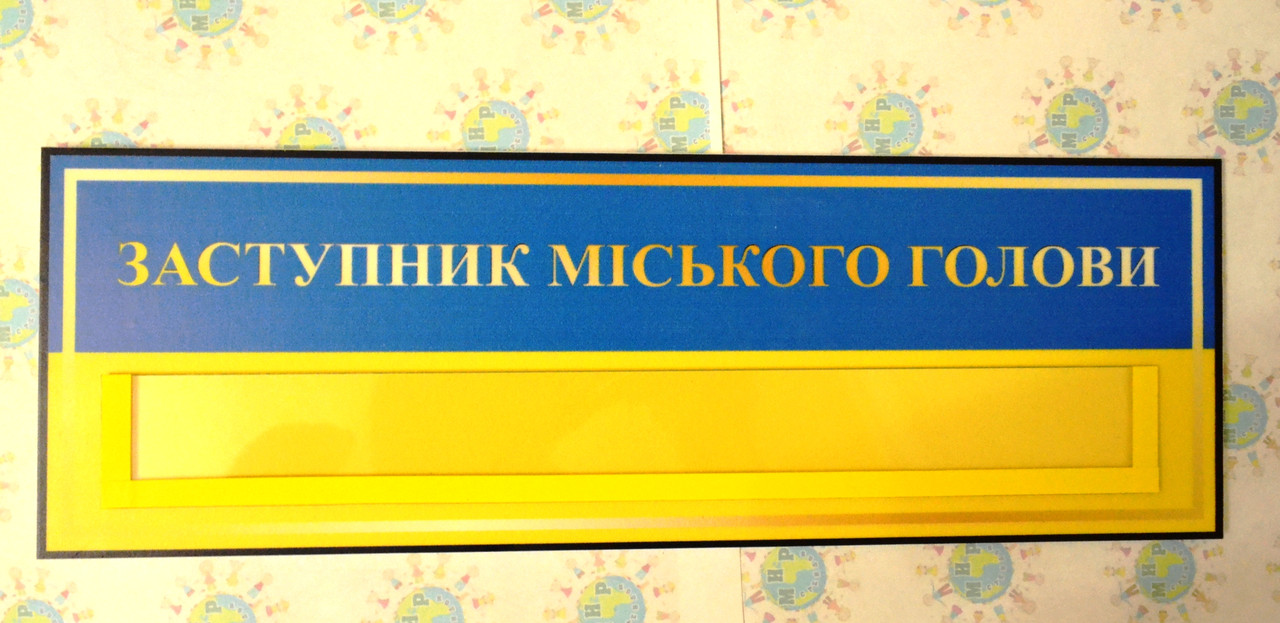 ЗАСТУПНИК МІСЬКОГО ГОЛОВИ